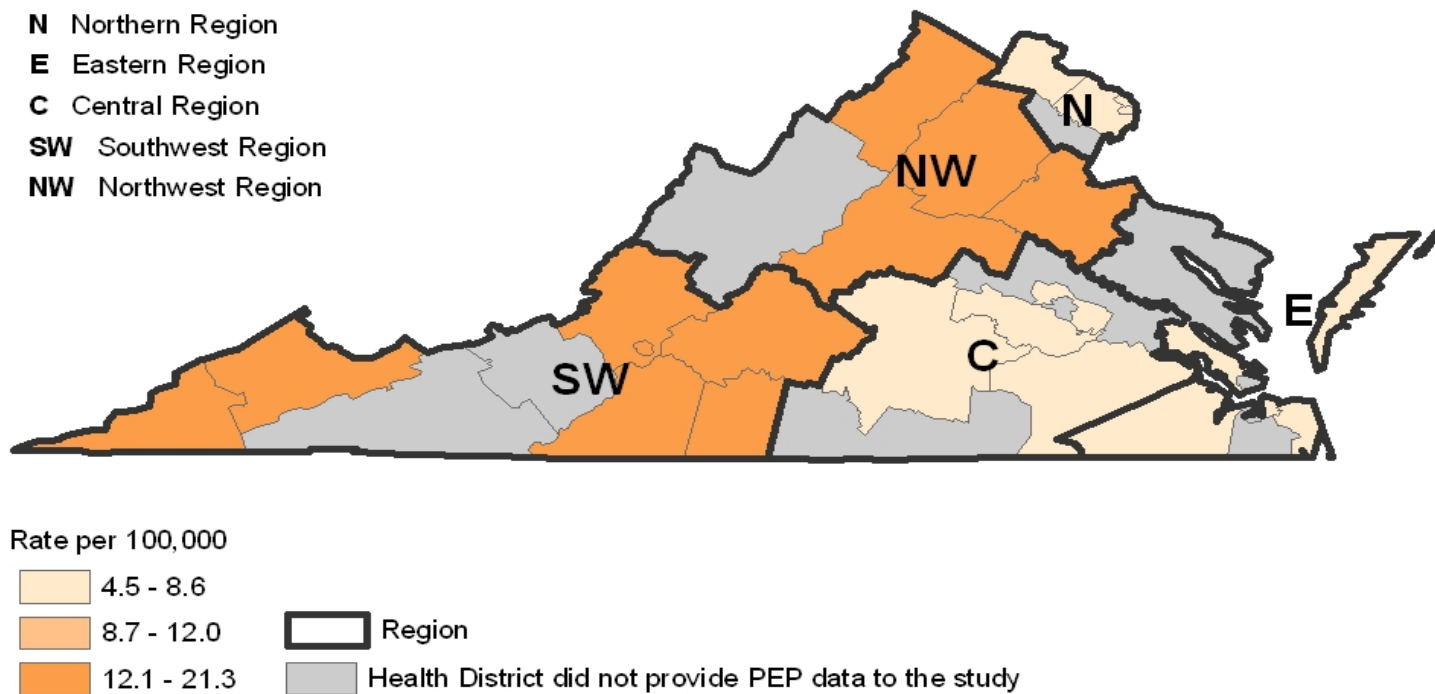 N Northern Region
E Eastern Region
C Central Region
SW Southwest Region
NW Northwest Region
N
NW
E
C
SW
Rate per 100,000
4.5 - 8.6
8.7 - 12.0
Region
12.1 - 21.3
Health District did not provide PEP data to the study